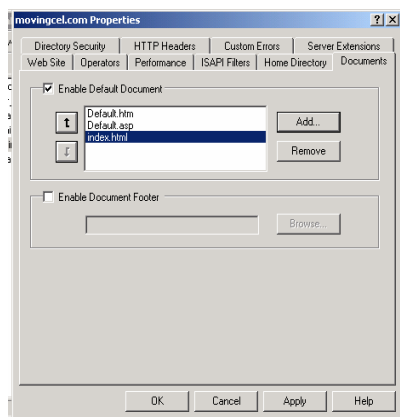 movingcel.com Properties
Directory Security HTTP Headers Custom Errors Server Extensions
Web Site Operators Performance ISAPI Filters Home Directory Documents
Enable Default Document
Default.htm
Default.asp
index.html
Add...
Remove
Enable Document Footer
Browse...
OK Cancel Apply Help